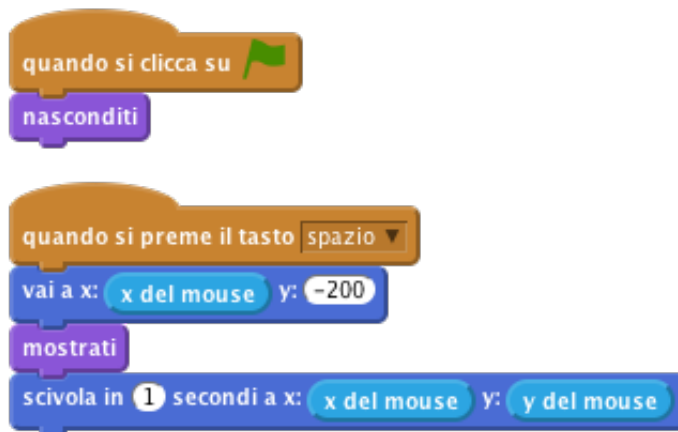 quando si clicca su
nasconditi
quando si preme il tasto spazio
vai a x: x del mouse y: -200
mostrati
scivola in 1 secondi a x: x del mouse y: y del mouse